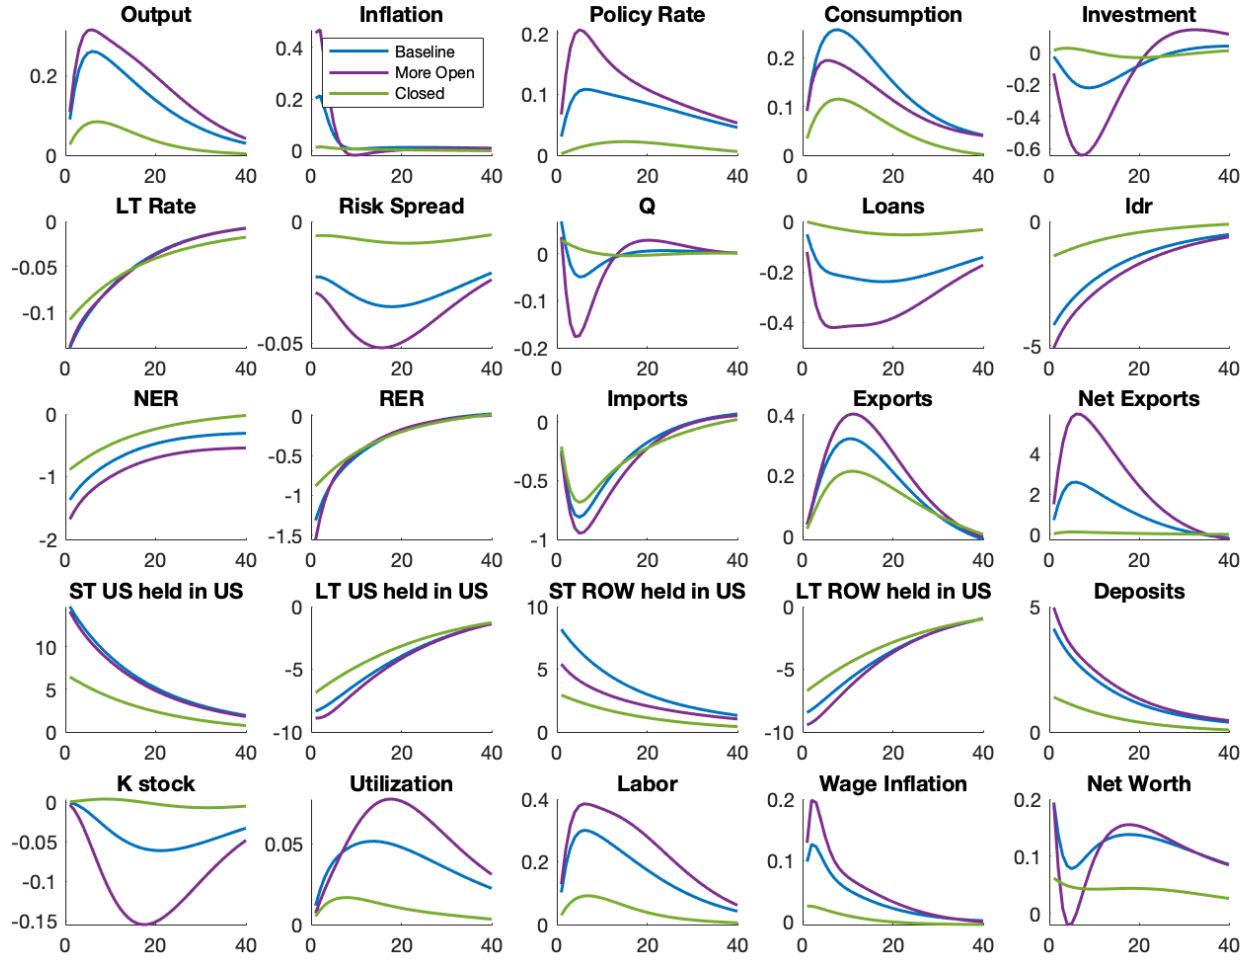 Output Inflation Policy Rate Consumption Investment
0.4 0.2 0
Baseline
More Open
Closed
0.2 0.2 0.2 0.1 0.1 -0.2 -0.4 -0.6
0 0 0 0
0 20 40 0 20 40 0 20 40 0 20 40 0 20 40
LT Rate Risk Spread Q Loans ldr
0 0 0 0 0
-0.05 -0.1 -0.2
-0.1 -0.05 -0.2 -0.4 -5
0 20 40 0 20 40 0 20 40 0 20 40 0 20 40
NER RER Imports Exports Net Exports
0 0 0 0.4 4
-1 -0.5 -1 -0.5 0.2 2
-2 -1.5 -1 0 0
0 20 40 0 20 40 0 20 40 0 20 40 0 20 40
ST US held in US LT US held in US ST ROW held in US LT ROW held in US Deposits
10 0 10 0 5
5 -5 5 -5
0 -10 0 -10 0
0 20 40 0 20 40 0 20 40 0 20 40 0 20 40
K stock Utilization Labor Wage Inflation Net Worth
0 0.4 0.2 0.2
-0.05 0.05 0.2 0.1 0.1
-0.1
-0.15 0 0 0 0
0 20 40 0 20 40 0 20 40 0 20 40 0 20 40